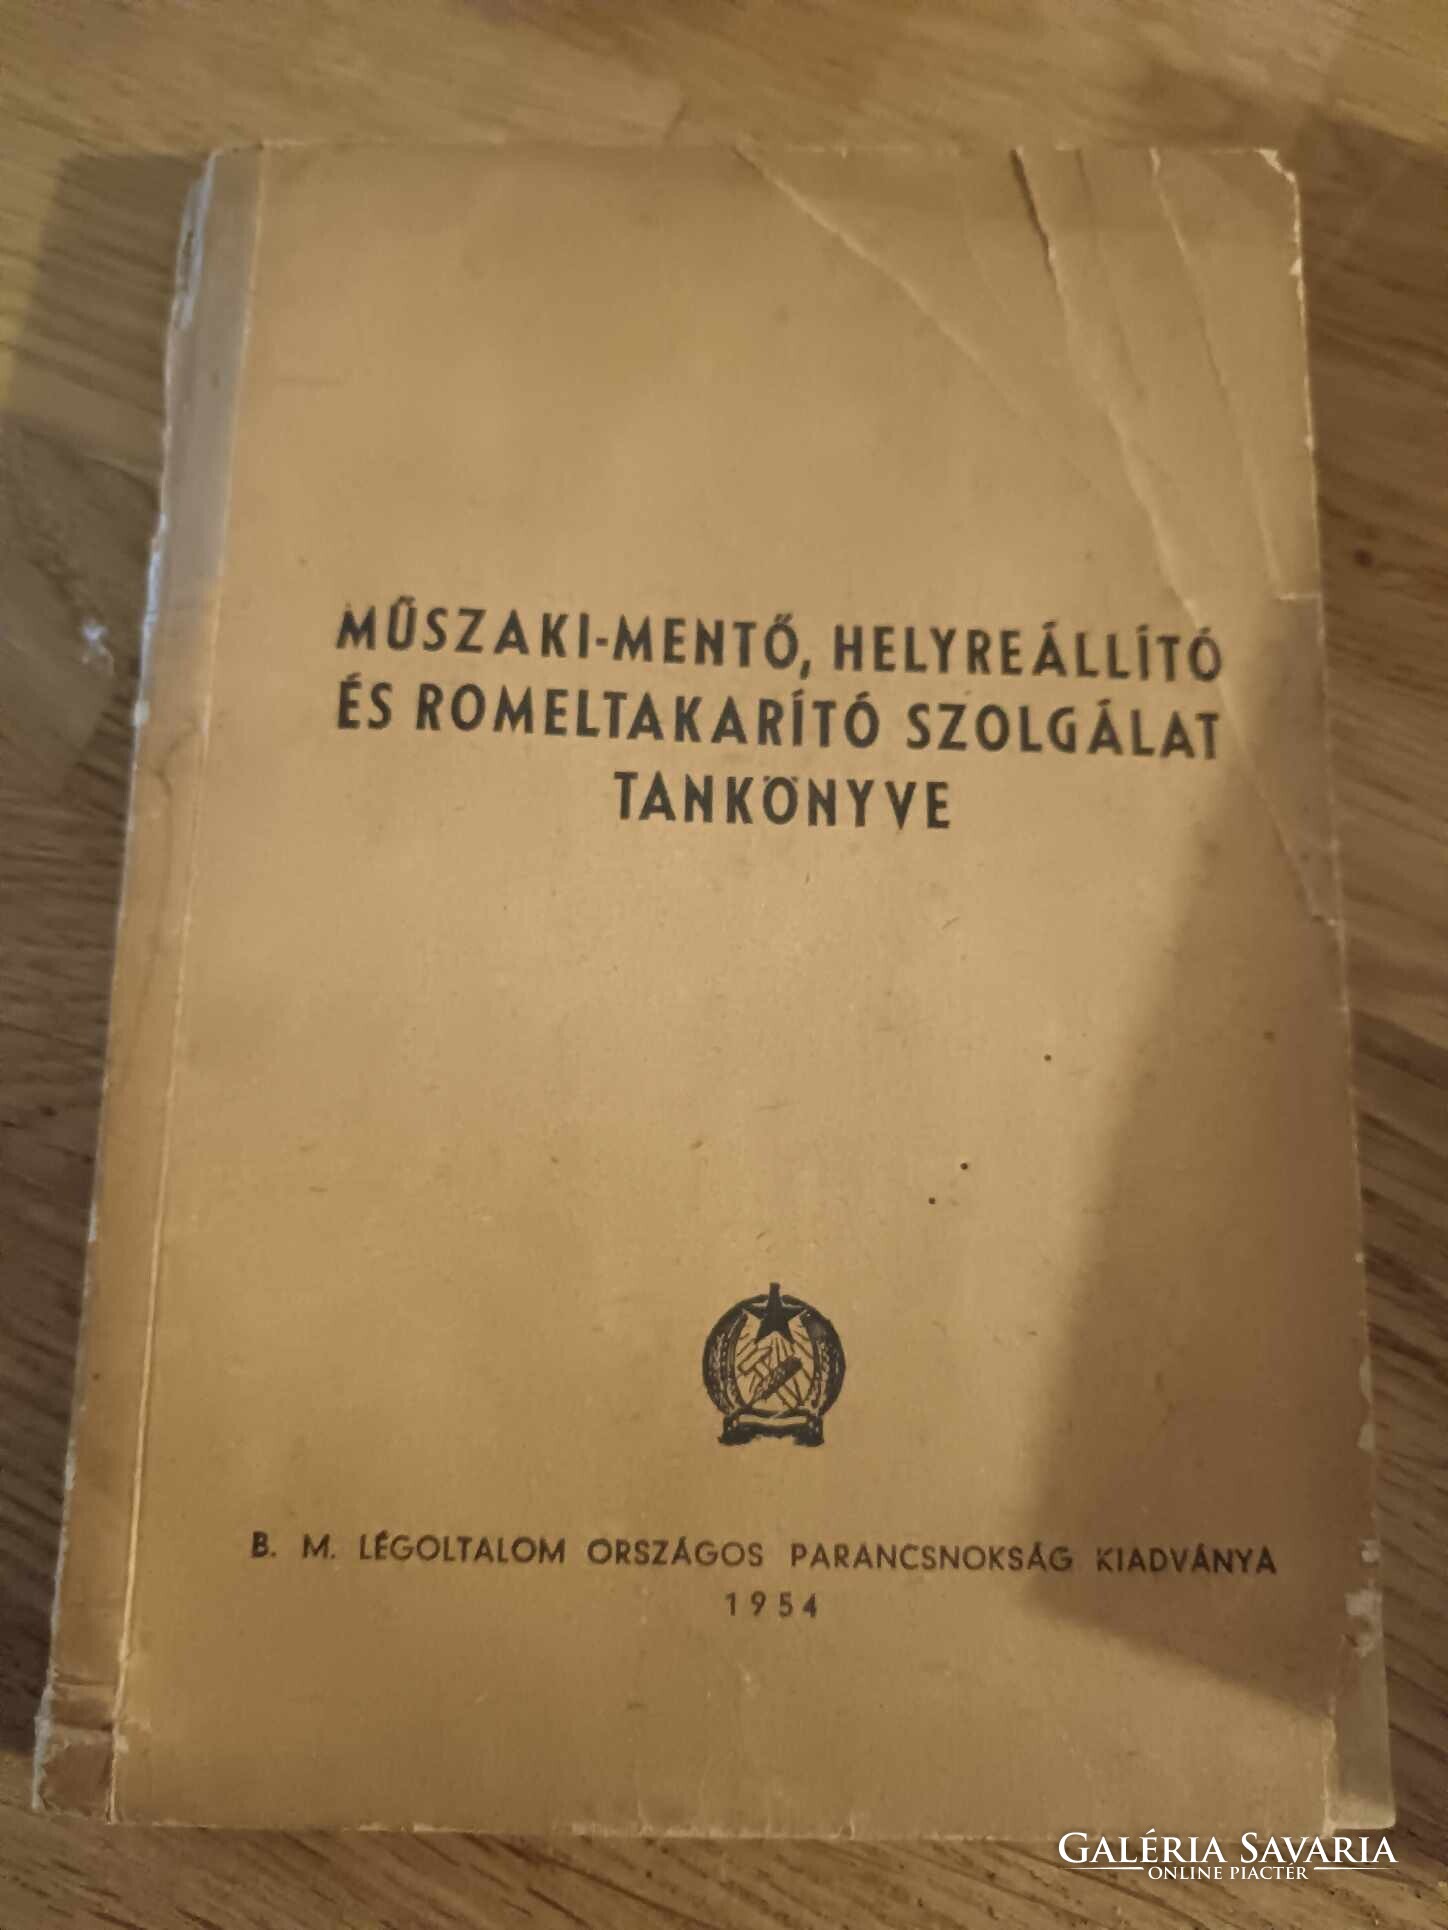 MŰSZAKI-MENTŐ, HELYREÁLLÍTÓ
ÉS ROMELTAKARÍTÓ SZOLGÁLAT
TANKÖNYVE
B. M. LÉGOLTALOM ORSZÁGOS PARANCSNOKSÁG KIADVÁNYA
1954
GALÉRIA SAVARIA
ONLINE PIACTÉR